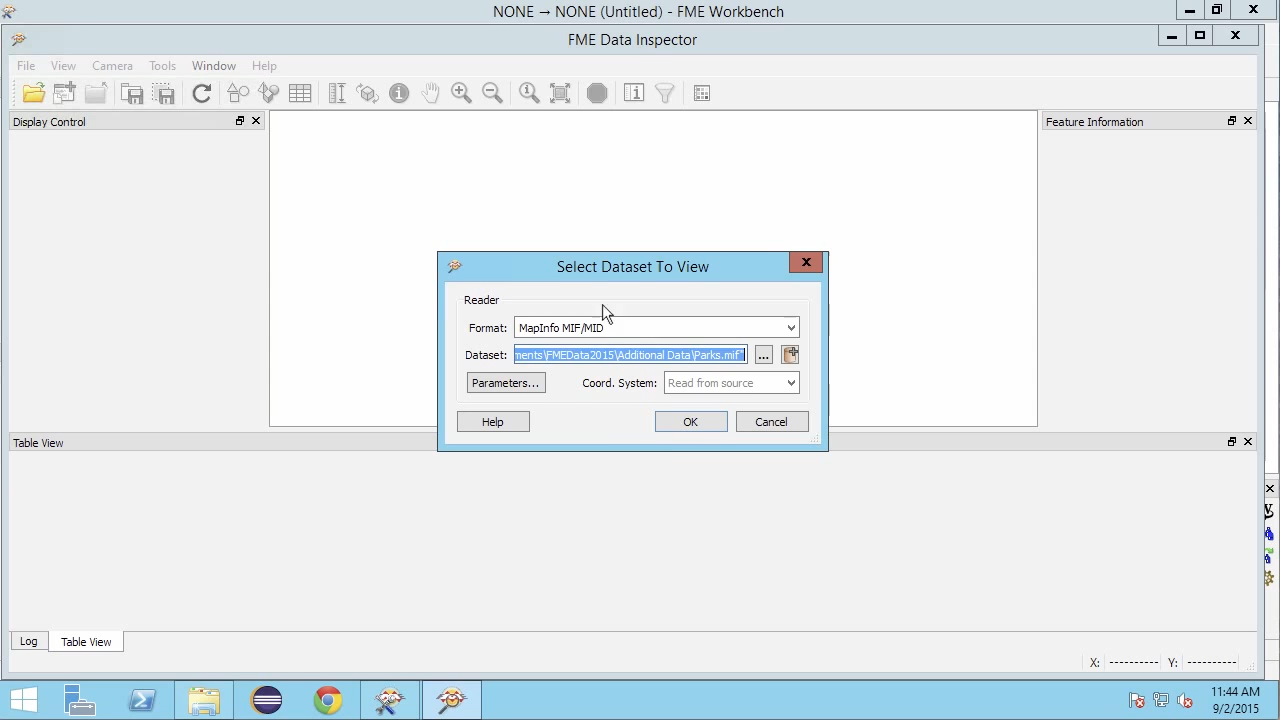 NONE → NONE (Untitled) - FME Workbench
FME Data Inspector
File View Camera Tools Window Help
Display Control
Feature Information
Select Dataset To View
Reader
Format: MapInfo MIF/MID
Dataset: ments\FMEData2015\Additional Data\Parks.mif"
Parameters... Coord. System: Read from source
Help OK Cancel
Table View
Log Table View
X: ---------- Y: ----------
11:44 AM
9/2/2015